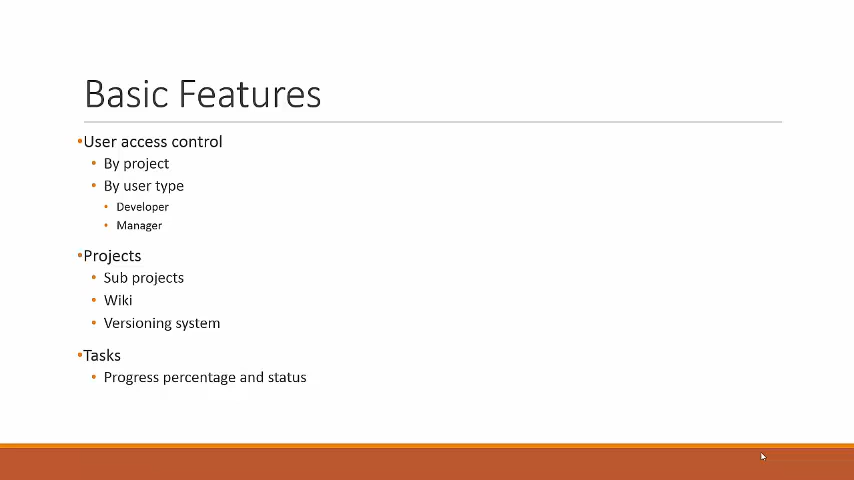 Basic Features
•User access control
• By project
• By user type
• Developer
• Manager
•Projects
• Sub projects
• Wiki
• Versioning system
•Tasks
• Progress percentage and status